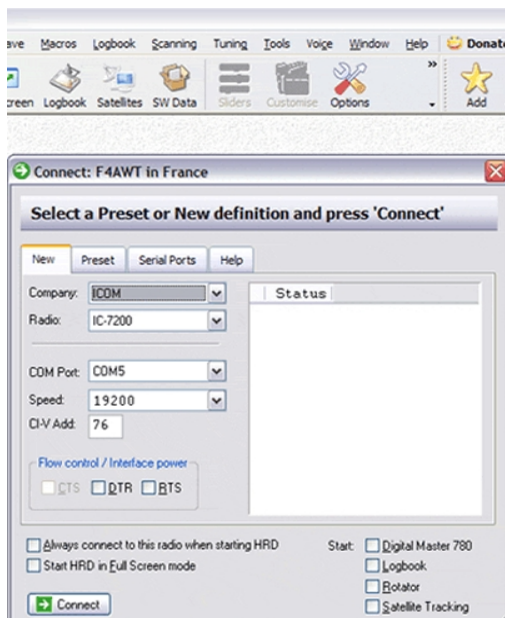 ave Macros Logbook Scanning Tuning Tools Voice Window Help Donate
creen Logbook Satellites SW Data Sliders Customise Options » Add
Connect: F4AWT in France
Select a Preset or New definition and press 'Connect'
New Preset Serial Ports Help
Company: ICOM Status
Radio: IC-7200
COM Port: COM5
Speed: 19200
CI-V Add: 76
Flow control / Interface power
CTS DTR RTS
Always connect to this radio when starting HRD Start: Digital Master 780
Start HRD in Full Screen mode Logbook
Rotator
Connect Satellite Tracking